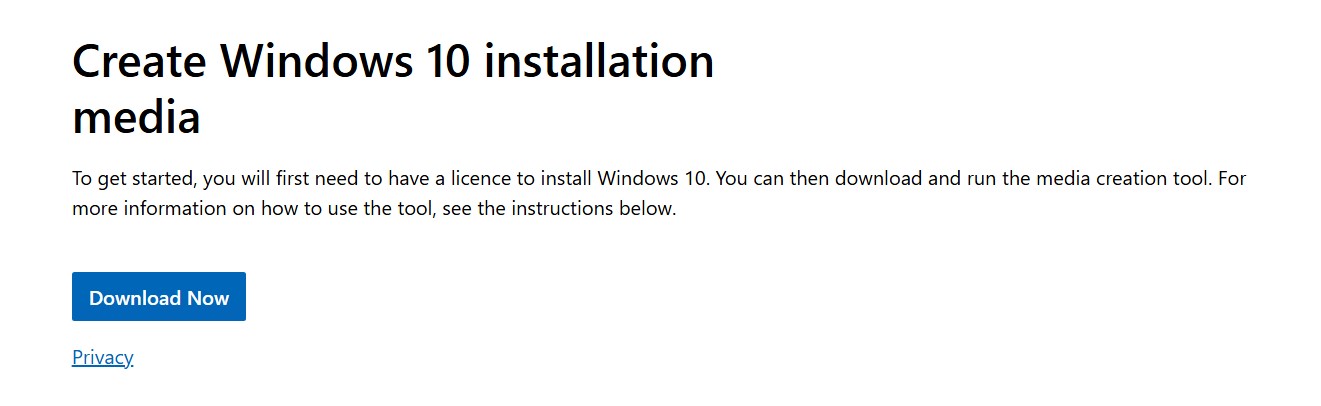 Create Windows 10 installation
media
To get started, you will first need to have a licence to install Windows 10. You can then download and run the media creation tool. For
more information on how to use the tool, see the instructions below.
Download Now
Privacy